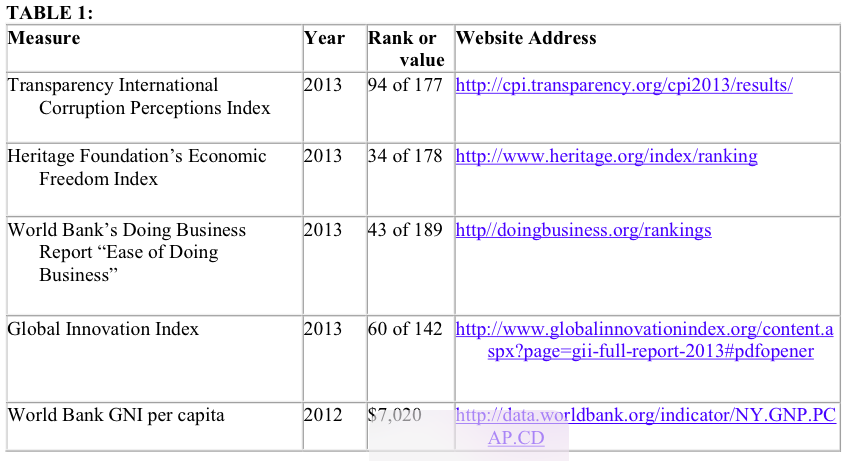 TABLE 1:
Measure Year Rank or Website Address
value
Transparency International 2013 94 of 177 http://cpi.transparency.org/cpi2013/results/
Corruption Perceptions Index
Heritage Foundation’s Economic 2013 34 of 178 http://www.heritage.org/index/ranking
Freedom Index
World Bank’s Doing Business 2013 43 of 189 http//doingbusiness.org/rankings
Report “Ease of Doing
Business”
Global Innovation Index 2013 60 of 142 http://www.globalinnovationindex.org/content.a
spx?page=gii-full-report-2013#pdfopener
World Bank GNI per capita 2012 $7,020 http://data.worldbank.org/indicator/NY.GNP.PC
AP.CD